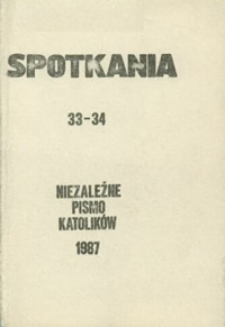 SPOTKANIA
33-34
NIEZALEŻNE
PISMO
KATOLIKÓW
1987